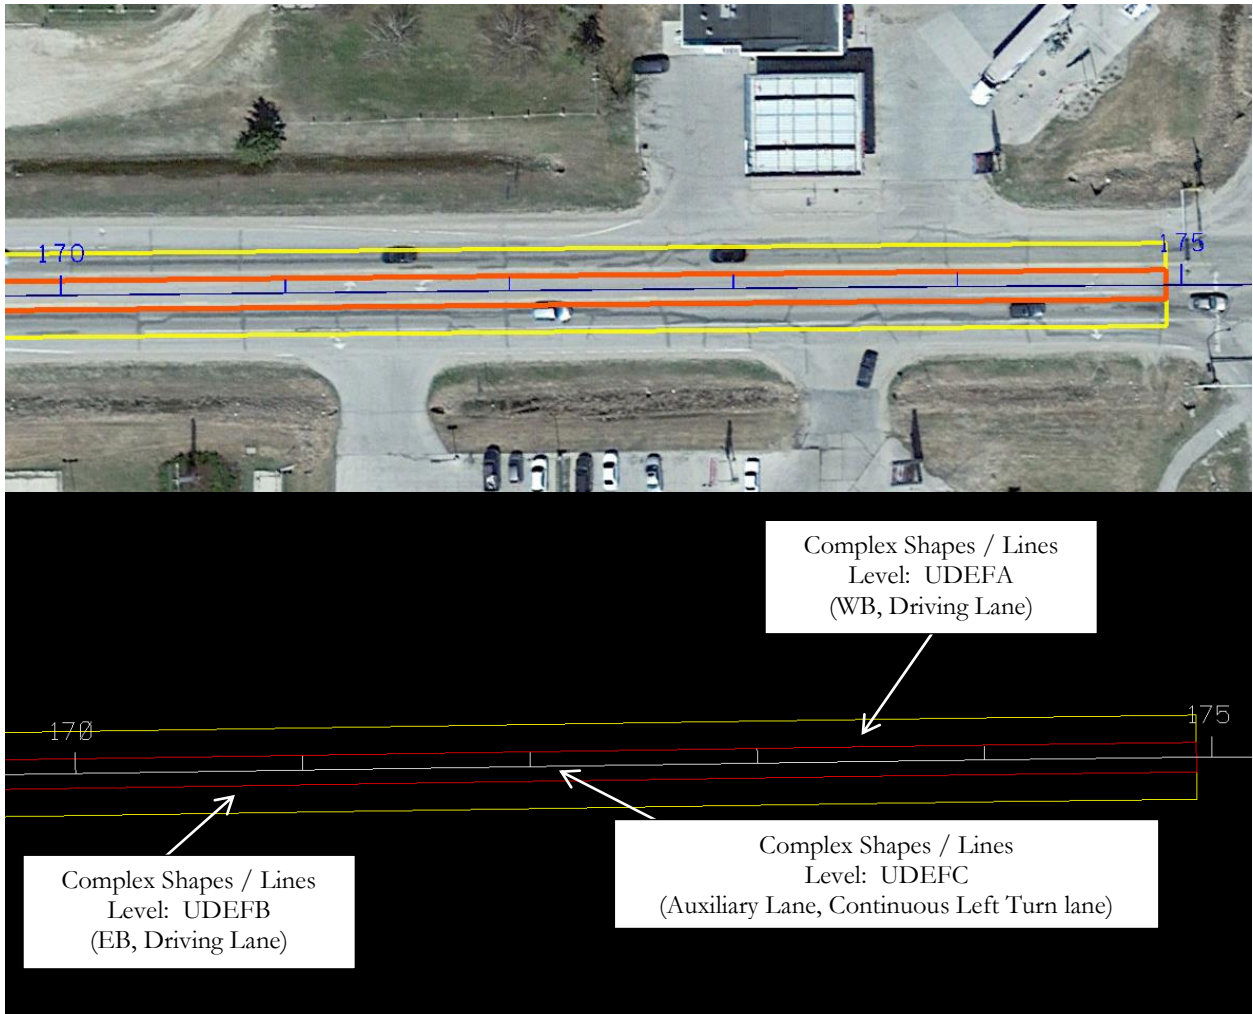 170
175
Complex Shapes / Lines
Level:  UDEFA
(WB, Driving Lane)
170
175
Complex Shapes / Lines
Level:  UDEFB
(EB, Driving Lane)
Complex Shapes / Lines
Level:  UDEFC
(Auxiliary Lane, Continuous Left Turn lane)